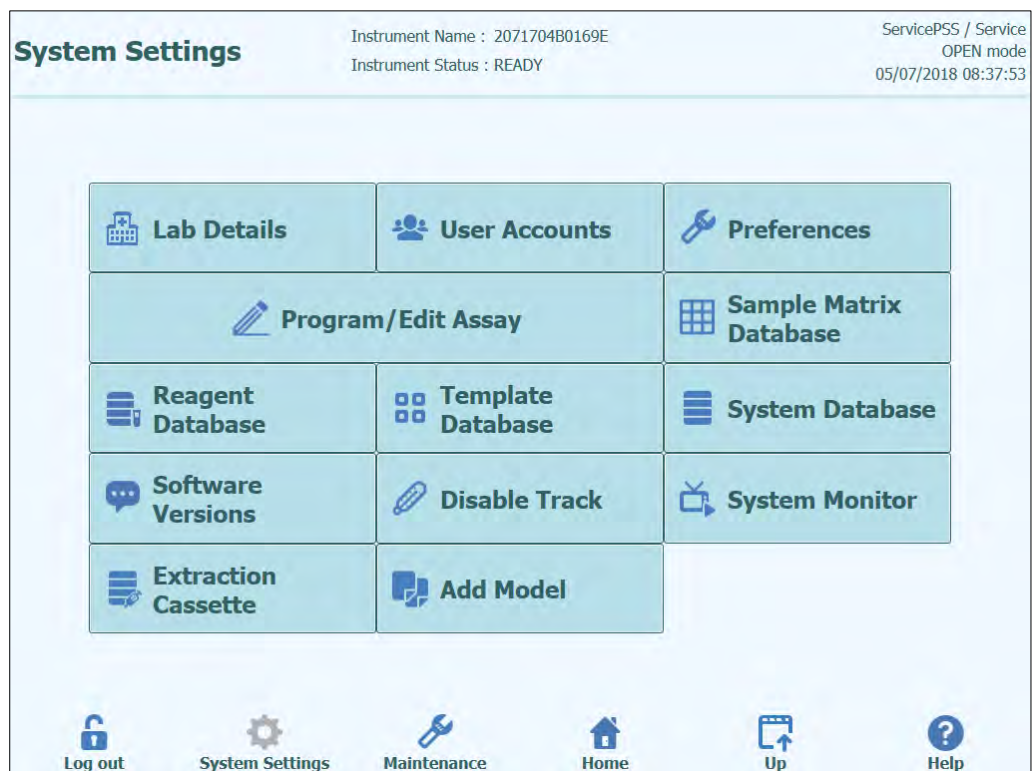 System Settings
Instrument Name : 2071704B0169E
Instrument Status : READY
ServicePSS / Service
OPEN mode
05/07/2018 08:37:53
Lab Details
User Accounts
Preferences
Program/Edit Assay
Sample Matrix
Database
Reagent
Database
Template
Database
System Database
Software
Versions
Disable Track
System Monitor
Extraction
Cassette
Add Model
Log out
System Settings
Maintenance
Home
Up
Help